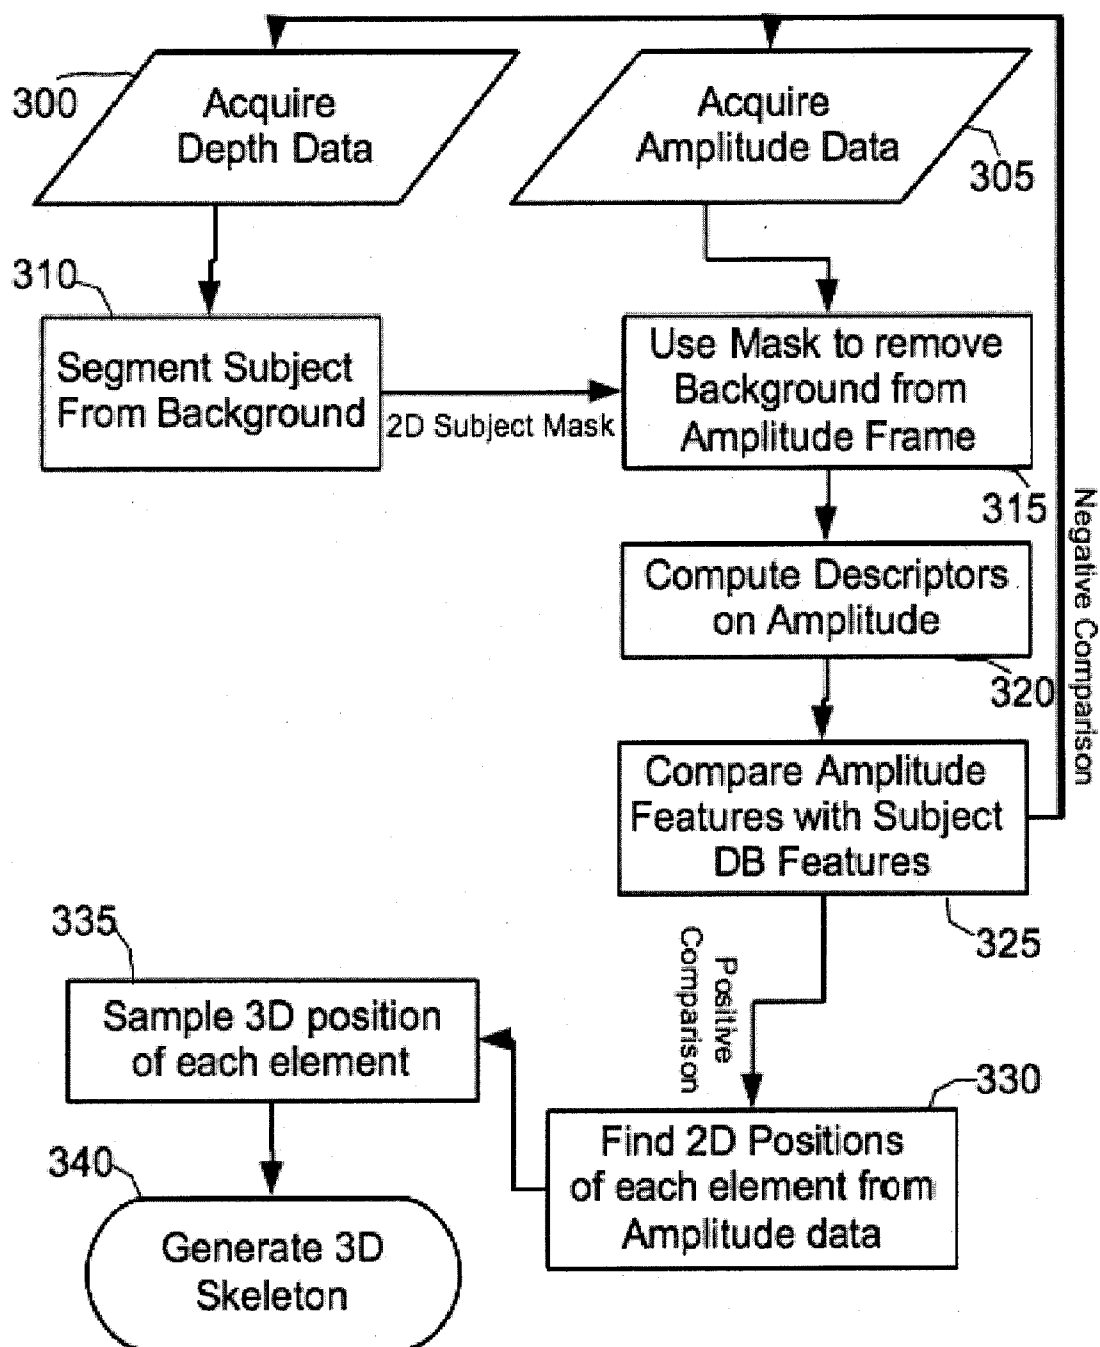 300
Acquire
Depth Data
Acquire
Amplitude Data
305
310
Segment Subject
From Background
2D Subject Mask
Use Mask to remove
Background from
Amplitude Frame
315
Compute Descriptors
on Amplitude
320
Negative Comparison
Compare Amplitude
Features with Subject
DB Features
325
Positive
Comparison
330
Find 2D Positions
of each element from
Amplitude data
335
Sample 3D position
of each element
340
Generate 3D
Skeleton